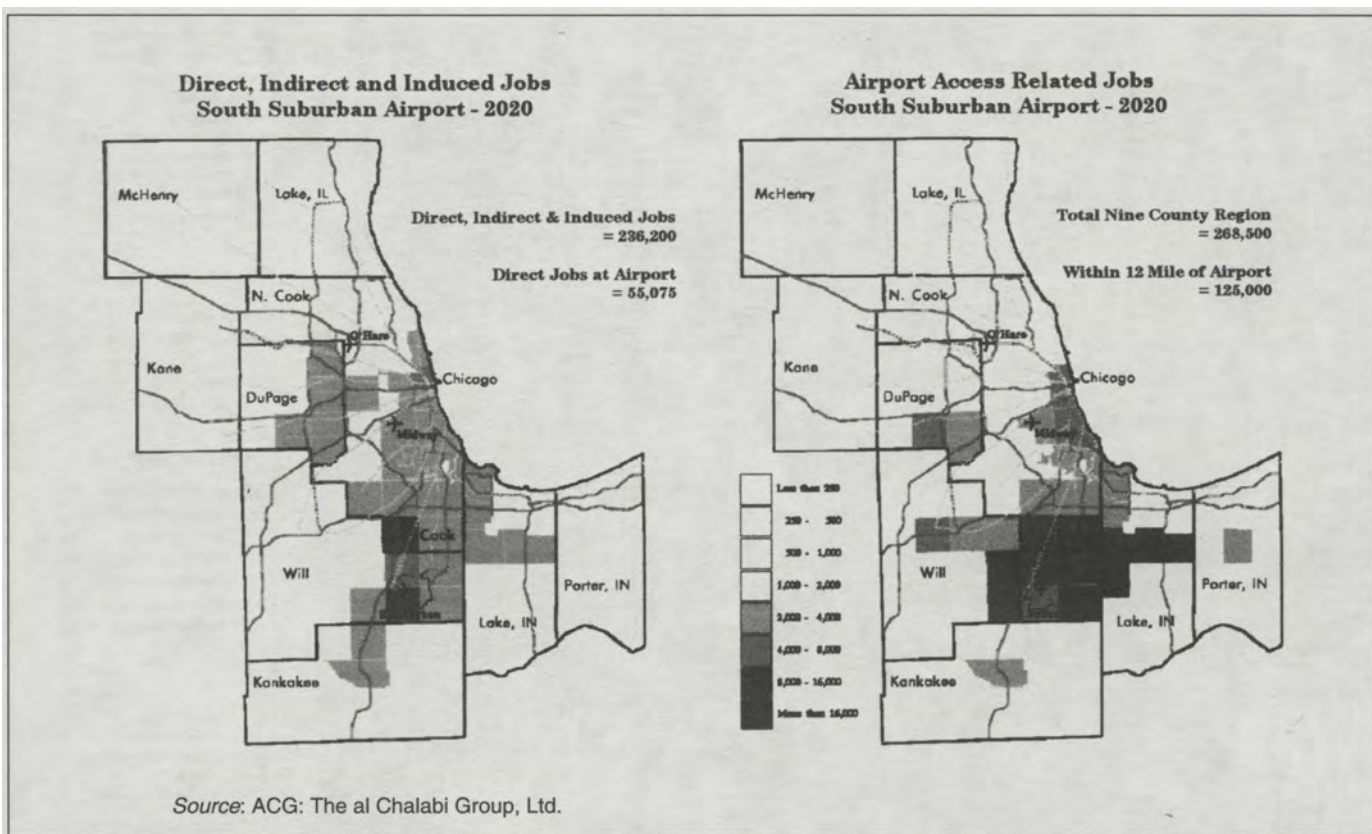 Direct, Indirect and Induced Jobs
South Suburban Airport - 2020
McHenry
Lake, IL
Direct, Indirect & Induced Jobs
= 236,200
Direct Jobs at Airport
= 55,075
N. Cook
O'Hare
Kane
DuPage
Chicago
Midway
Cook
Will
Porter, IN
Lake, IN
Kankakee
Airport Access Related Jobs
South Suburban Airport - 2020
McHenry
Lake, IL
Total Nine County Region
= 268,500
Within 12 Mile of Airport
= 125,000
N. Cook
O'Hare
Kane
DuPage
Chicago
Midway
Less than 250
250 - 500
500 - 1,000
1,000 - 2,000
2,000 - 4,000
4,000 - 8,000
8,000 - 16,000
More than 16,000
Will
Porter, IN
Lake, IN
Kankakee
Source: ACG: The al Chalabi Group, Ltd.